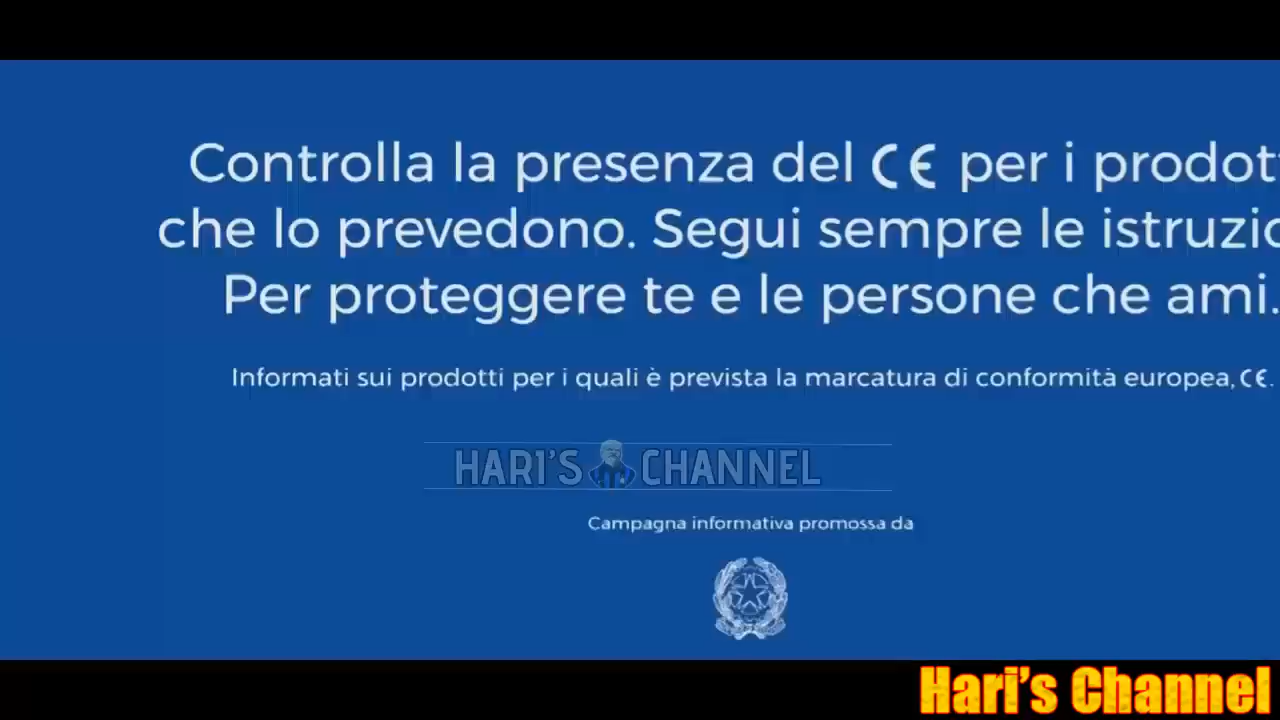 Controlla la presenza del CE per i prodot
che lo prevedono. Segui sempre le istruzio
Per proteggere te e le persone che ami.
Informati sui prodotti per i quali è prevista la marcatura di conformità europea, CE.
HARI'S CHANNEL
Campagna informativa promossa da
Hari's Channel